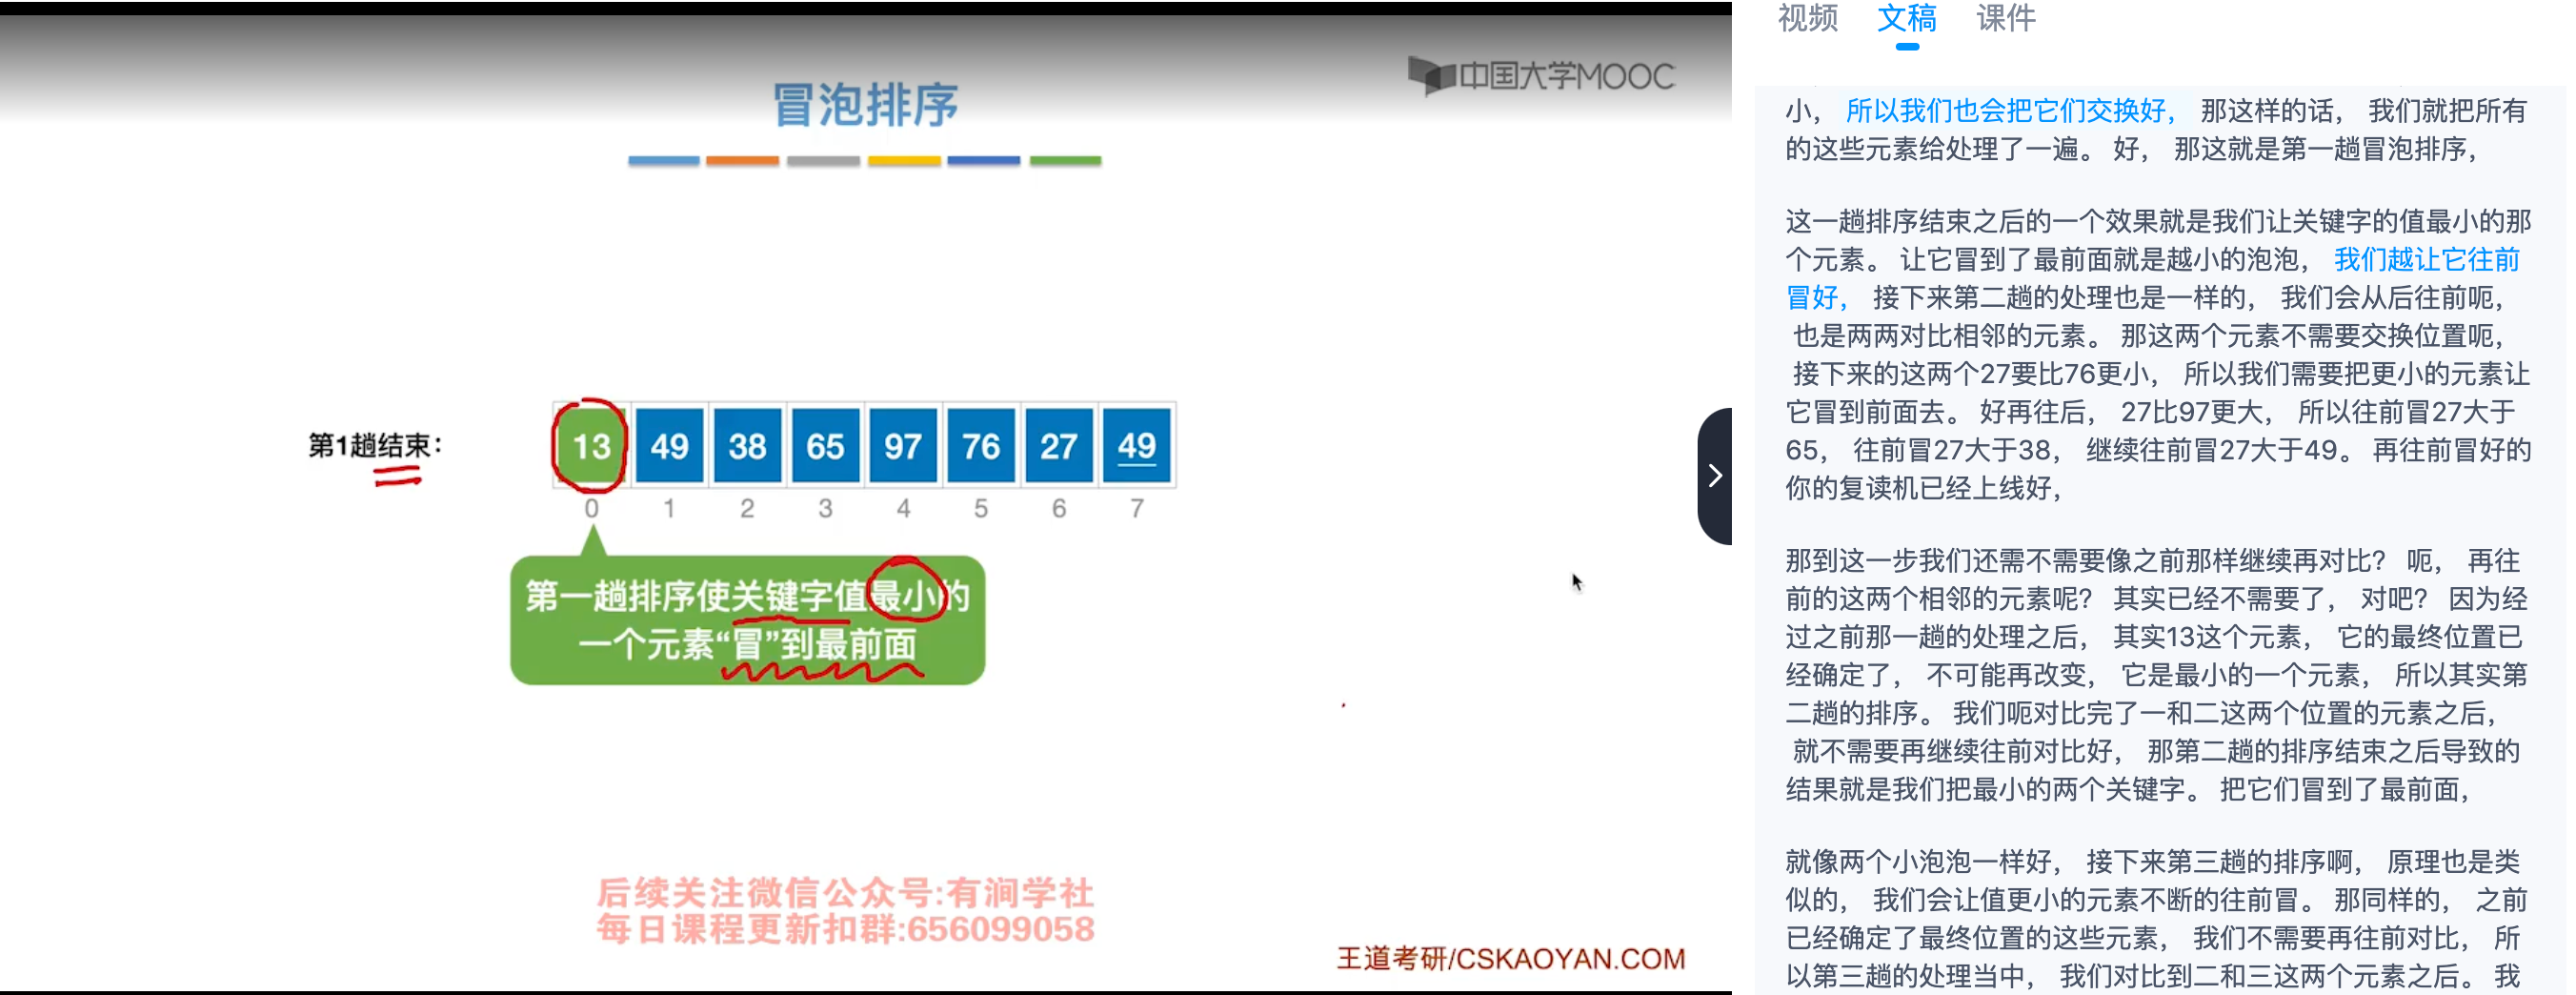 中国大学MOOC
冒泡排序
第1趟结束:
13 49 38 65 97 76 27 49
0 1 2 3 4 5 6 7
第一趟排序使关键字值最小的
一个元素“冒”到最前面
后续关注微信公众号:有涧学社
每日课程更新扣群:656099058
王道考研/CSKAOYAN.COM
视频 文稿 课件
小， 所以我们也会把它们交换好， 那这样的话， 我们就把所有
的这些元素给处理了一遍。 好， 那这就是第一趟冒泡排序，
这一趟排序结束之后的一个效果就是我们让关键字的值最小的那
个元素。 让它冒到了最前面就是越小的泡泡， 我们越让它往前
冒好， 接下来第二趟的处理也是一样的， 我们会从后往前呃，
也是两两对比相邻的元素。 那这两个元素不需要交换位置呃，
接下来的这两个27要比76更小， 所以我们需要把更小的元素让
它冒到前面去。 好再往后， 27比97更大， 所以往前冒27大于
65， 往前冒27大于38， 继续往前冒27大于49。 再往前冒好的
你的复读机已经上线好，
那到这一步我们还需不需要像之前那样继续再对比？ 呃， 再往
前的这两个相邻的元素呢？ 其实已经不需要了， 对吧？ 因为经
过之前那一趟的处理之后， 其实13这个元素， 它的最终位置已
经确定了， 不可能再改变， 它是最小的一个元素， 所以其实第
二趟的排序。 我们呃对比完了一和二这两个位置的元素之后，
就不需要再继续往前对比好， 那第二趟的排序结束之后导致的
结果就是我们把最小的两个关键字。 把它们冒到了最前面，
就像两个小泡泡一样好， 接下来第三趟的排序啊， 原理也是类
似的， 我们会让值更小的元素不断的往前冒。 那同样的， 之前
已经确定了最终位置的这些元素， 我们不需要再往前对比， 所
以第三趟的处理当中， 我们对比到二和三这两个元素之后。 我